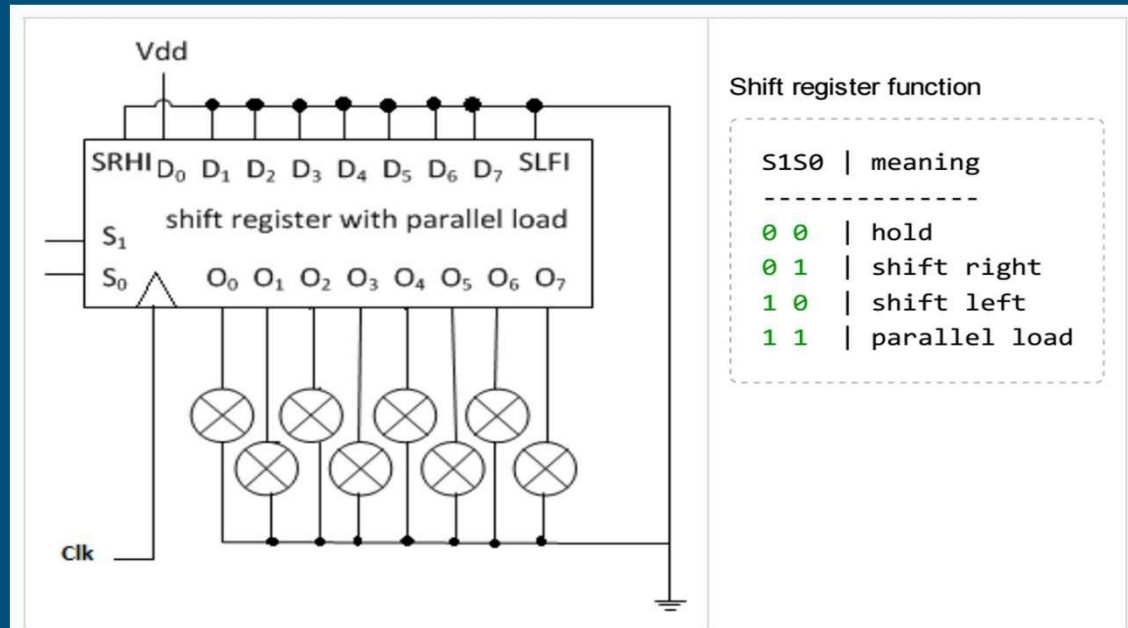 Vdd
SRHI D₀ D₁ D₂ D₃ D₄ D₅ D₆ D₇ SLFI
shift register with parallel load
S₁
S₀ O₀ O₁ O₂ O₃ O₄ O₅ O₆ O₇
Clk
Shift register function
S1S0 | meaning
--------------
0 0 | hold
0 1 | shift right
1 0 | shift left
1 1 | parallel load